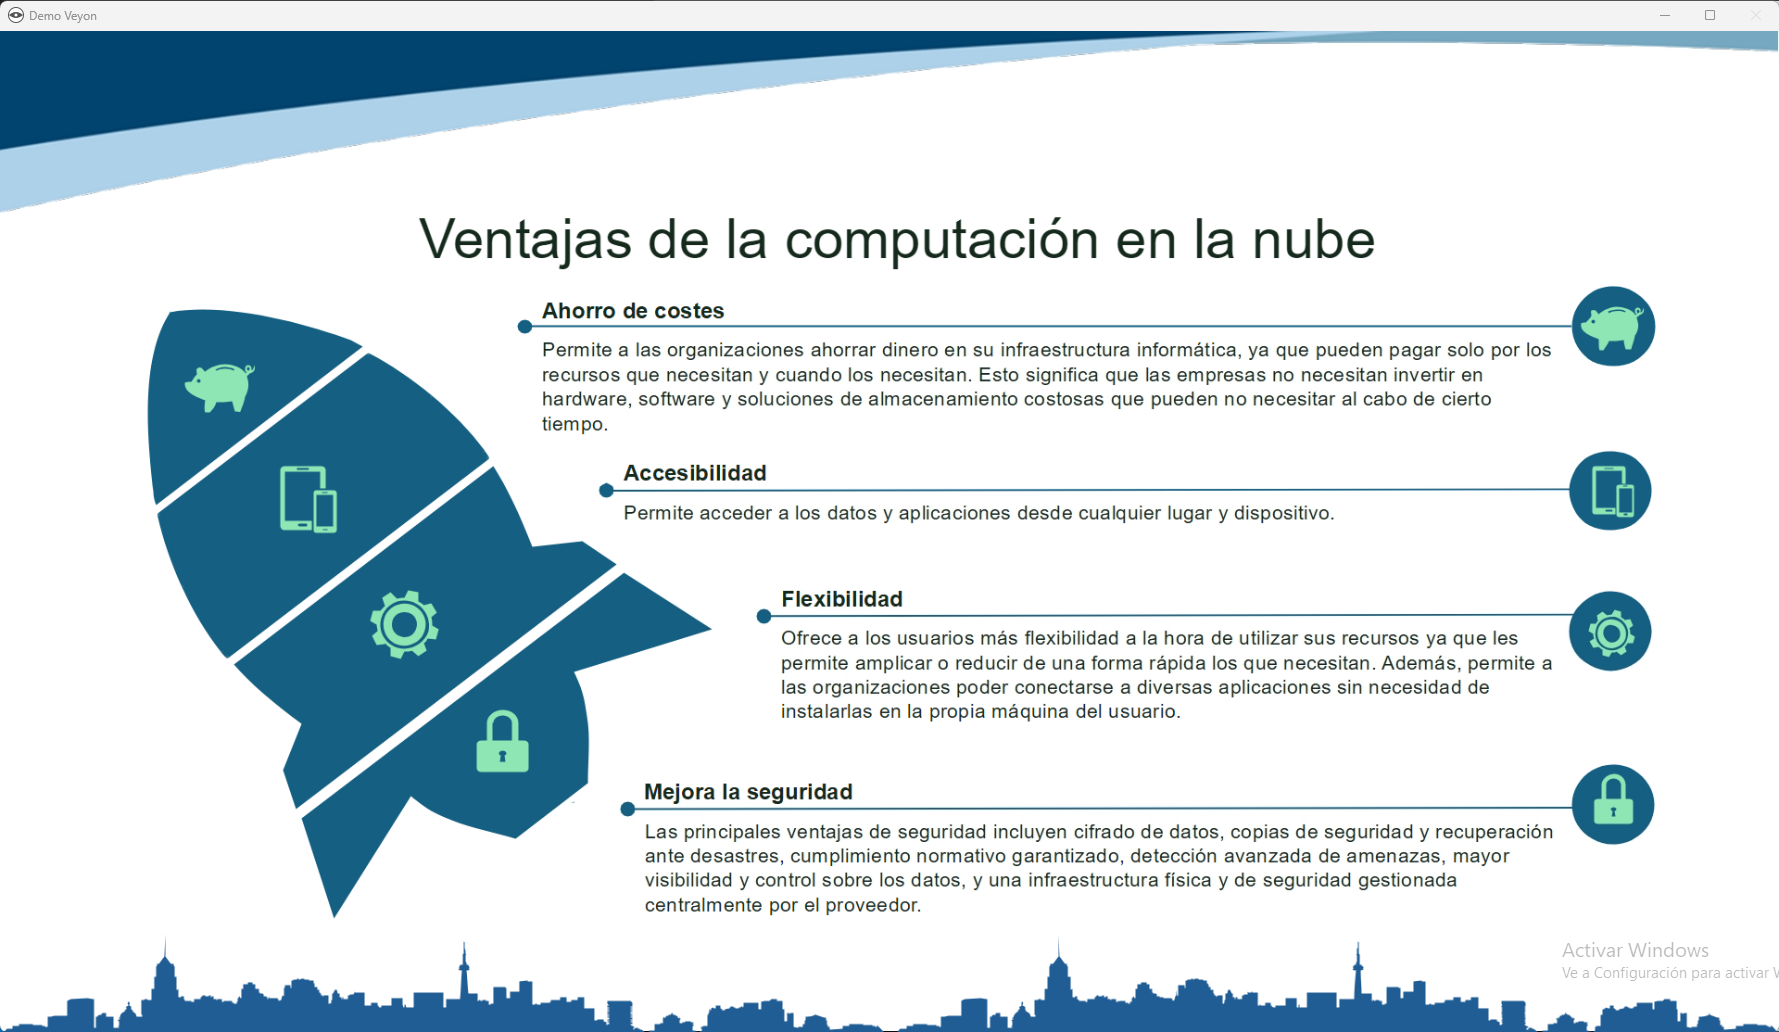 Demo Veyon
Ventajas de la computación en la nube
Ahorro de costes
Permite a las organizaciones ahorrar dinero en su infraestructura informática, ya que pueden pagar solo por los
recursos que necesitan y cuando los necesitan. Esto significa que las empresas no necesitan invertir en
hardware, software y soluciones de almacenamiento costosas que pueden no necesitar al cabo de cierto
tiempo.
Accesibilidad
Permite acceder a los datos y aplicaciones desde cualquier lugar y dispositivo.
Flexibilidad
Ofrece a los usuarios más flexibilidad a la hora de utilizar sus recursos ya que les
permite amplicar o reducir de una forma rápida los que necesitan. Además, permite a
las organizaciones poder conectarse a diversas aplicaciones sin necesidad de
instalarlas en la propia máquina del usuario.
Mejora la seguridad
Las principales ventajas de seguridad incluyen cifrado de datos, copias de seguridad y recuperación
ante desastres, cumplimiento normativo garantizado, detección avanzada de amenazas, mayor
visibilidad y control sobre los datos, y una infraestructura física y de seguridad gestionada
centralmente por el proveedor.
Activar Windows
Ve a Configuración para activar